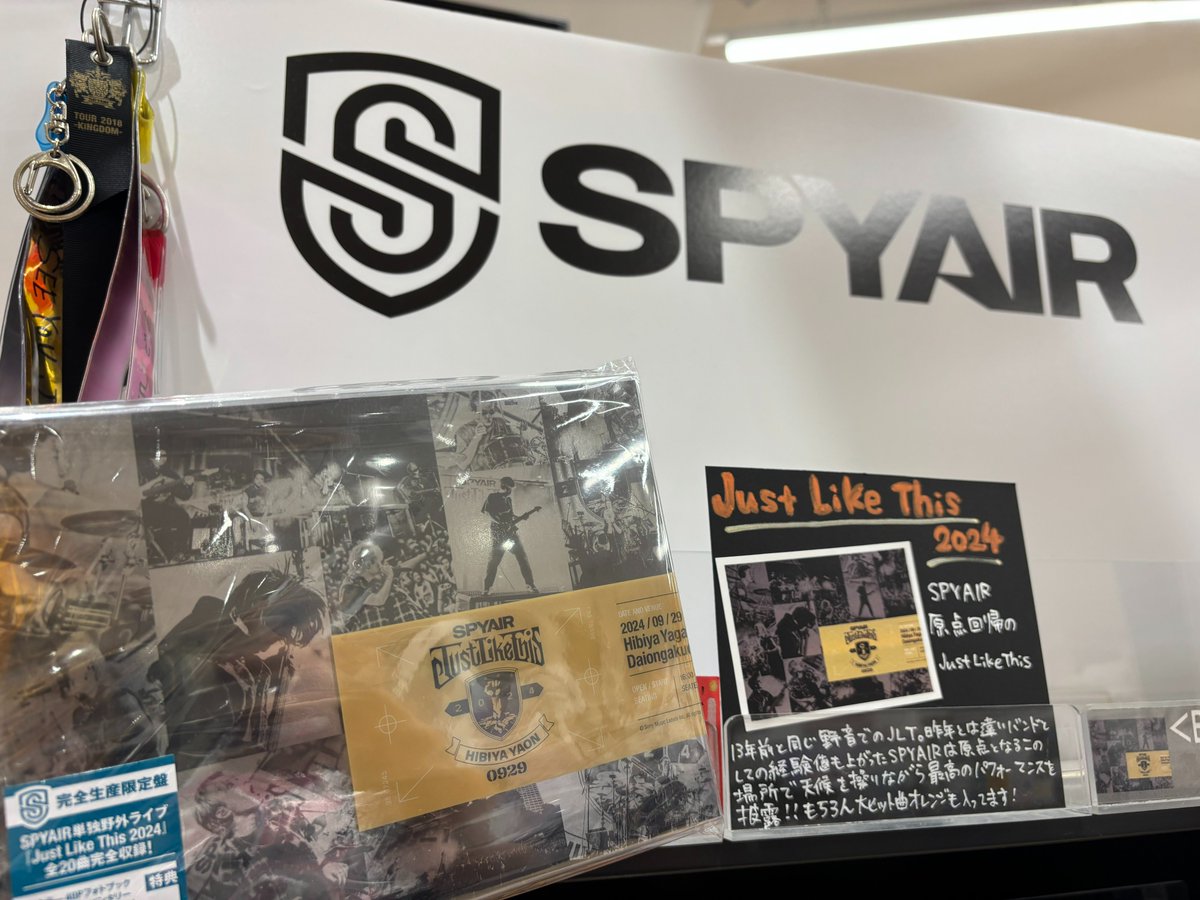 TOUR 2018
-KINGDOM-
SEE YOU
SPYAIR
SPYAIR
SPYAIR
JustLikeThis
2024
HIBIYA YAON
0929
DATE AND VENUE
2024 / 09 / 29
Hibiya Yaga
Daiongakudo
OPEN / START
完全生産限定盤
SPYAIR単独野外ライブ
『Just Like This 2024』
全20曲完全収録!
特典
Just Like This
2024
SPYAIR
原点回帰の
Just Like This
13年前と同じ野音でのJLT。昨年とは違いバンドと
しての経験値も上がったSPYAIRは原点となるこの
場所で天候を操りながら最高のパフォーマンスを
披露!!もちろん大ヒット曲オレンジも入ってます!